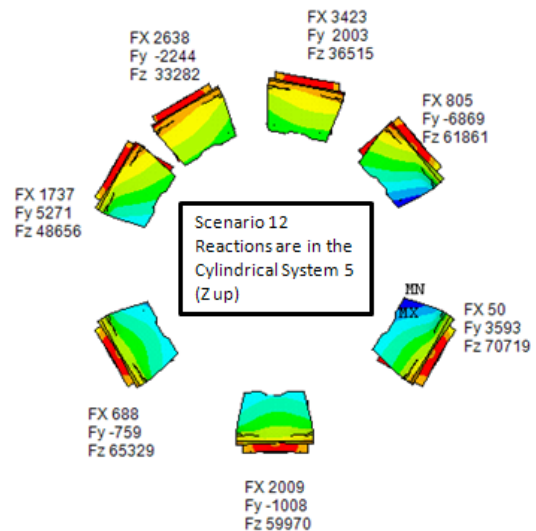 FX 3423
Fy 2003
Fz 36515
FX 2638
Fy -2244
Fz 33282
FX 805
Fy -6869
Fz 61861
FX 1737
Fy 5271
Fz 48656
Scenario 12
Reactions are in the
Cylindrical System 5
(Z up)
MN
MX
FX 50
Fy 3593
Fz 70719
FX 688
Fy -759
Fz 65329
FX 2009
Fy -1008
Fz 59970